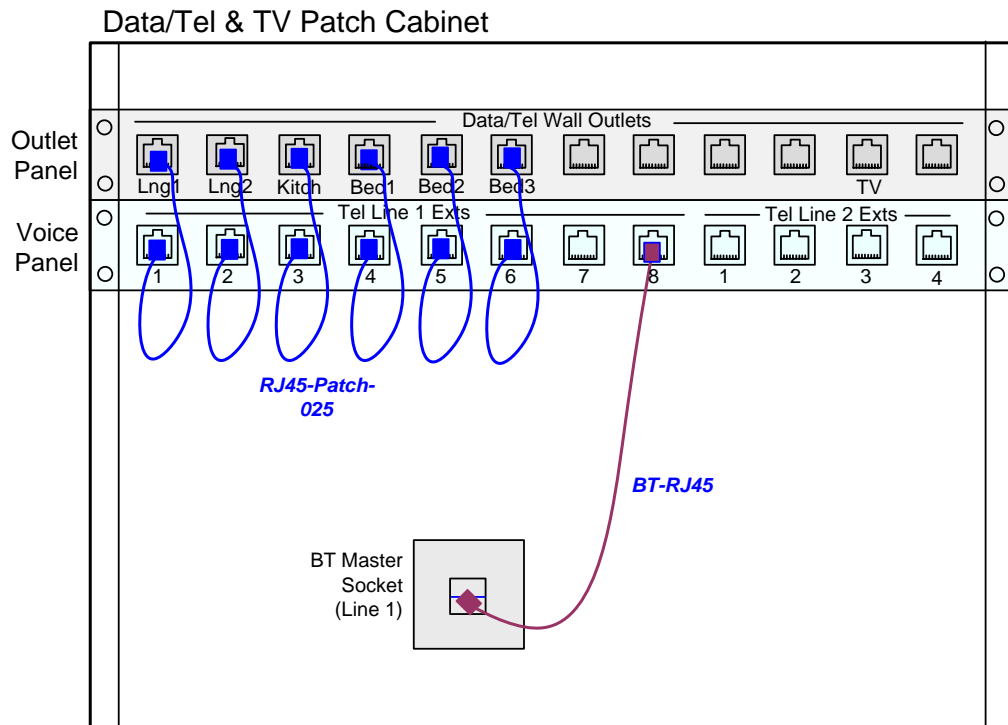 Data/Tel & TV Patch Cabinet
Outlet
Panel
Data/Tel Wall Outlets
Lng1 Lng2 Kitch Bed1 Bed2 Bed3 TV
Voice
Panel
Tel Line 1 Exts Tel Line 2 Exts
1 2 3 4 5 6 7 8 1 2 3 4
RJ45-Patch-
025
BT-RJ45
BT Master
Socket
(Line 1)